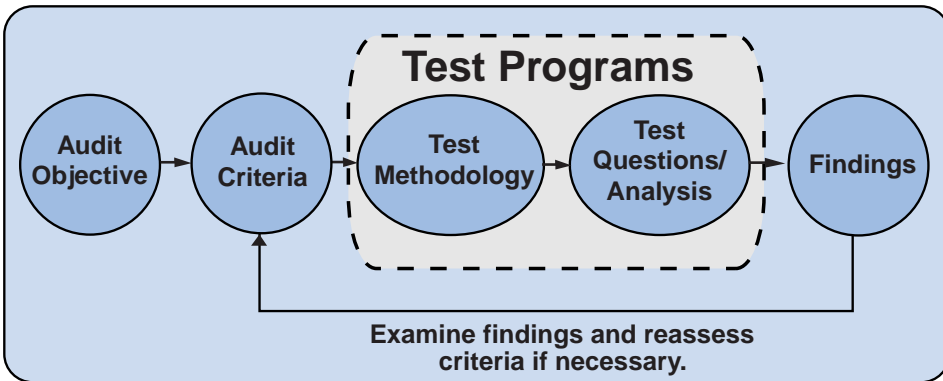 Test Programs
Audit
Objective
Audit
Criteria
Test
Methodology
Test
Questions/
Analysis
Findings
Examine findings and reassess
criteria if necessary.